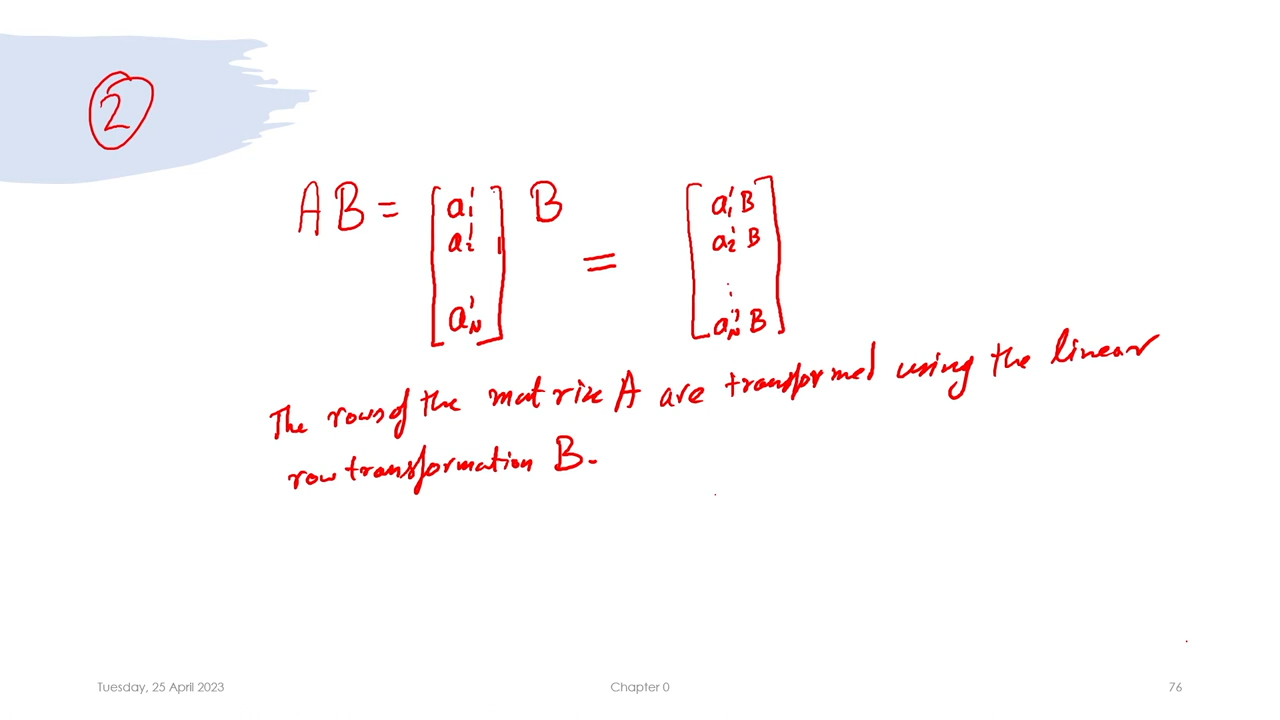 2
AB = [a₁' a₂' a_N'] B = [a₁'B a₂'B ⋮ a_N'B]
The rows of the matrix A are transformed using the linear
row transformation B.
Tuesday, 25 April 2023 Chapter 0 76